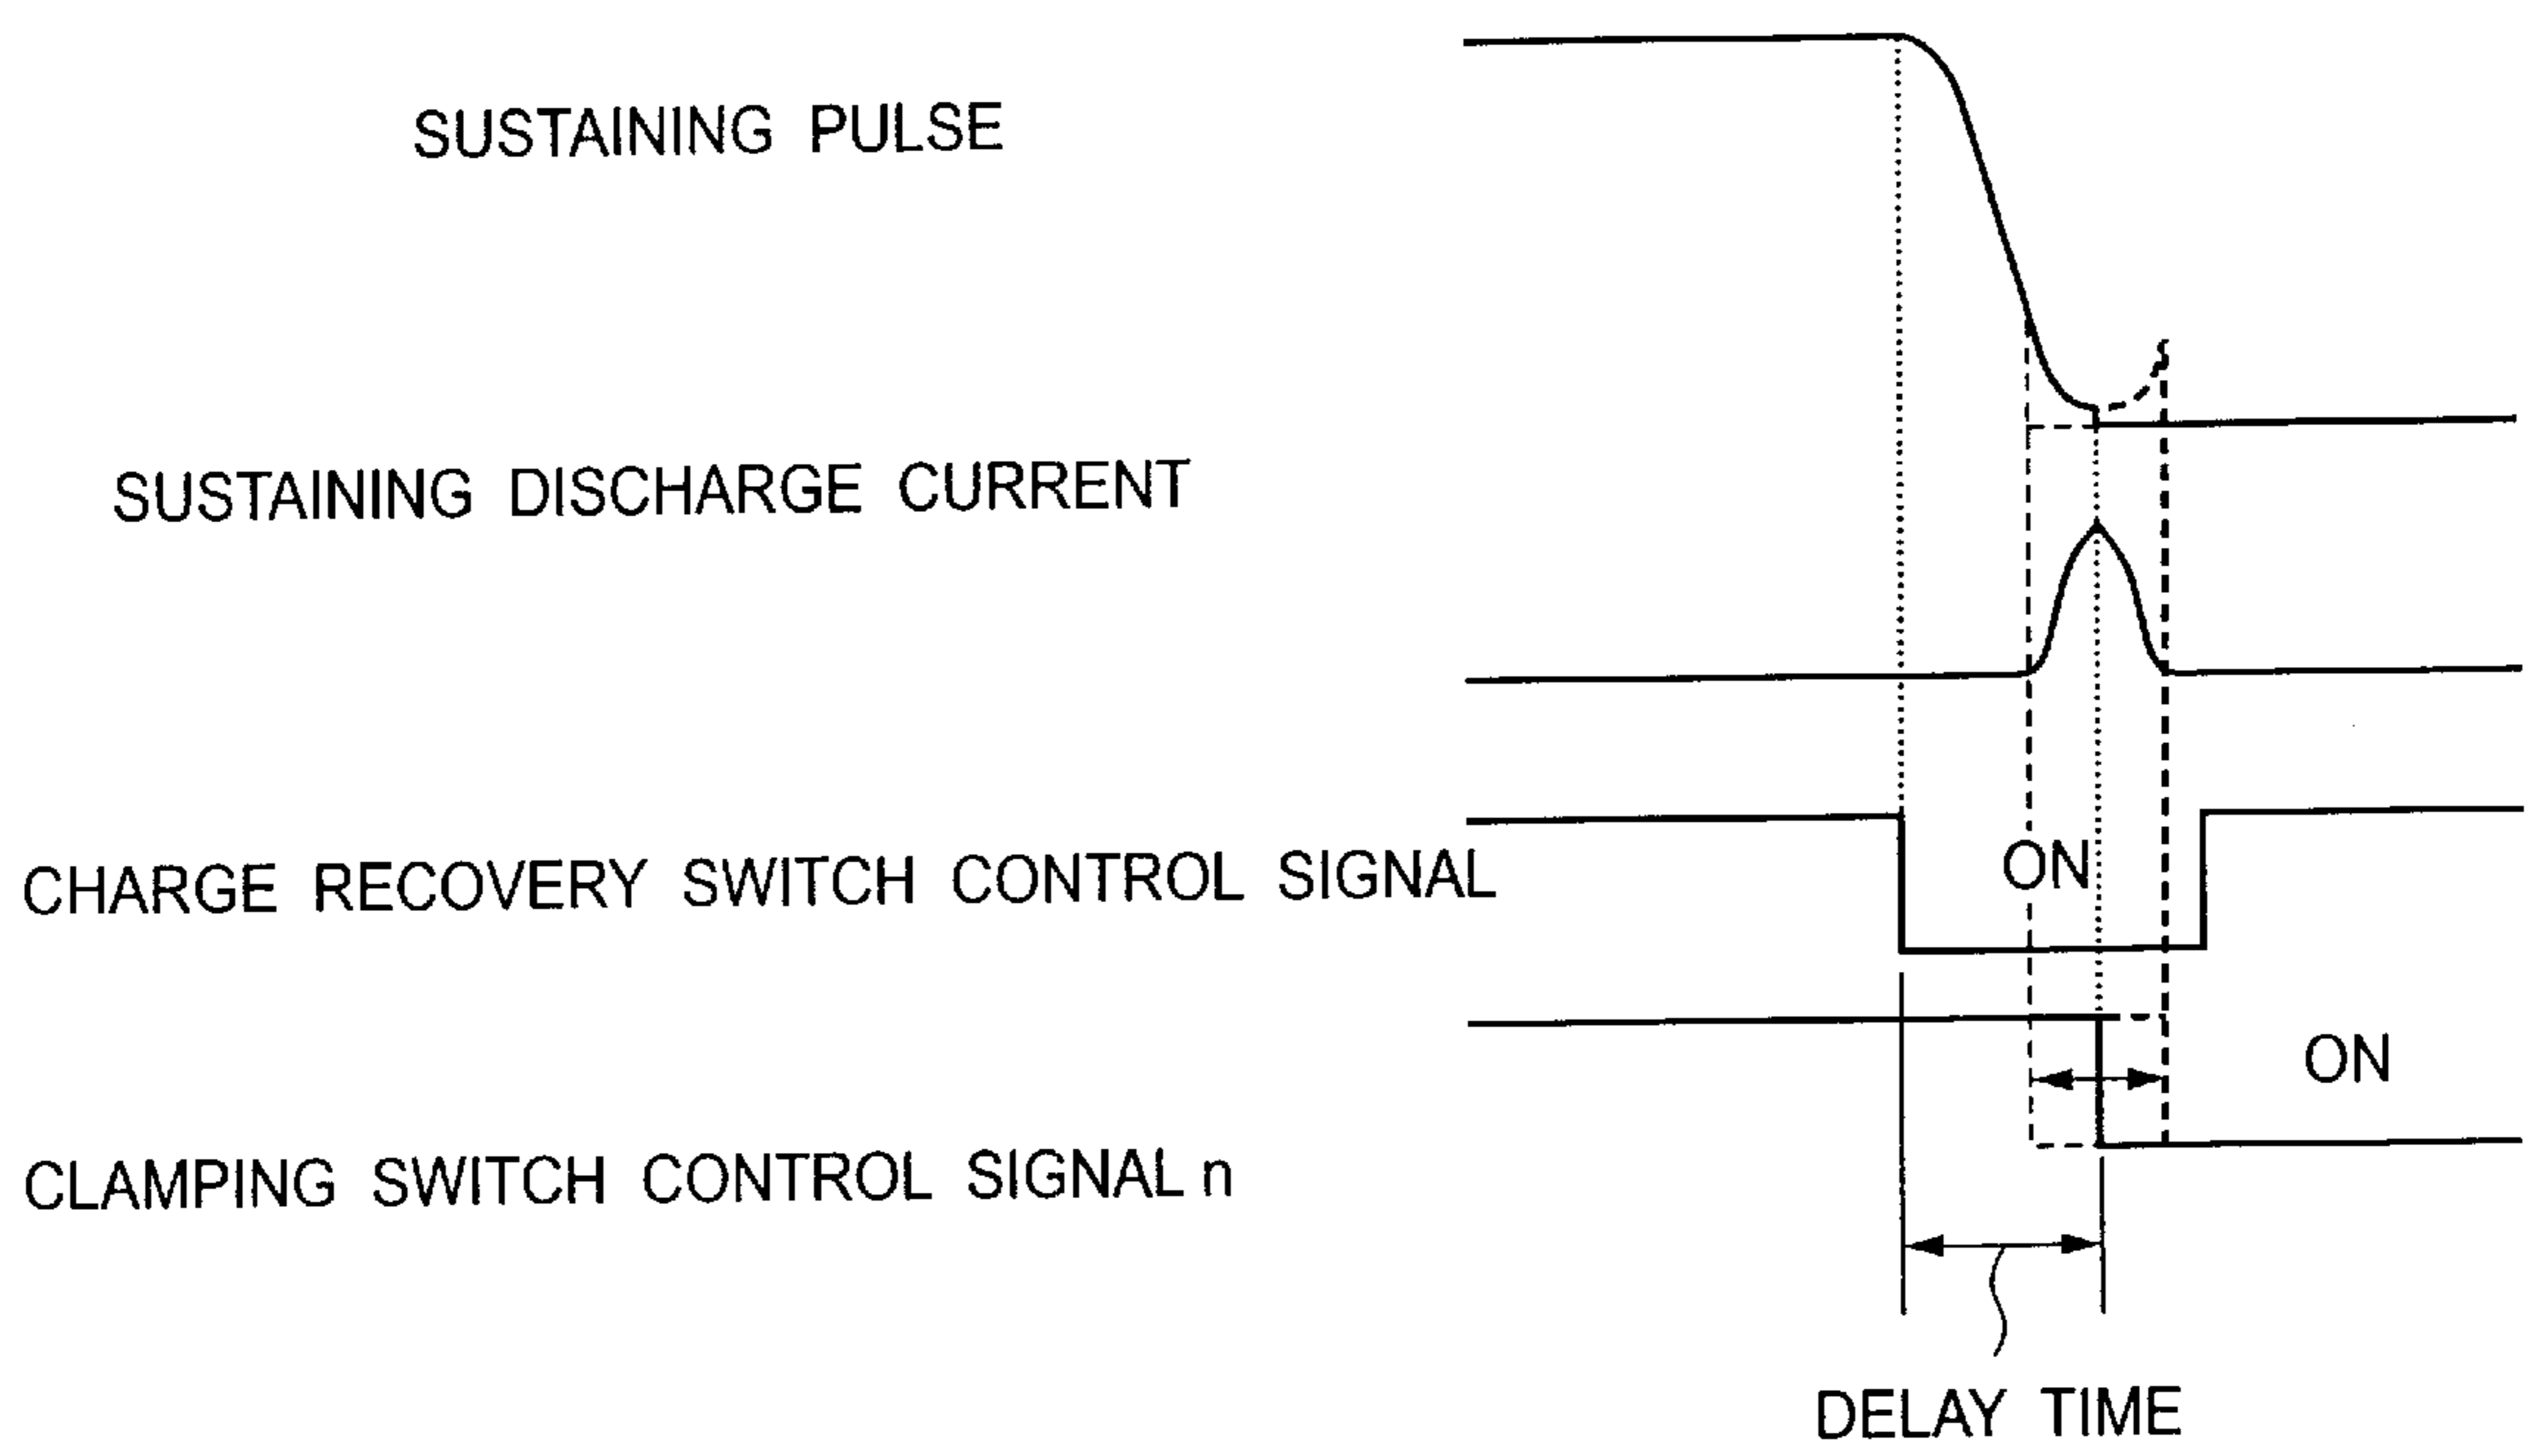 SUSTAINING PULSE
SUSTAINING DISCHARGE CURRENT
CHARGE RECOVERY SWITCH CONTROL SIGNAL
ON
ON
CLAMPING SWITCH CONTROL SIGNAL n
DELAY TIME